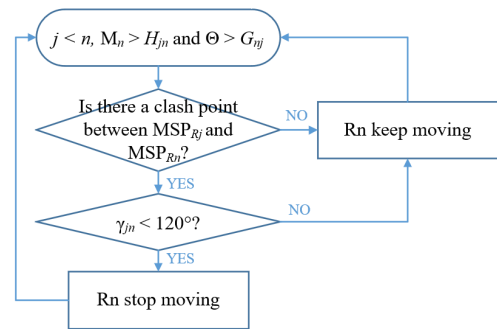 j < n, Mn > Hjn and Θ > Gnj
Is there a clash point
between MSPRj and
MSPRn?
NO
Rn keep moving
YES
γjn < 120°?
NO
YES
Rn stop moving